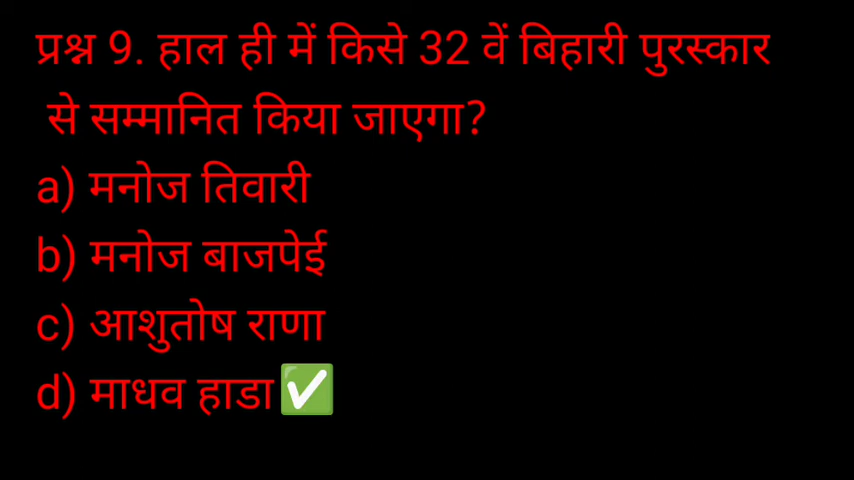 प्रश्न 9. हाल ही में किसे 32 वें बिहारी पुरस्कार
से सम्मानित किया जाएगा?
a) मनोज तिवारी
b) मनोज बाजपेई
c) आशुतोष राणा
d) माधव हाडा✅